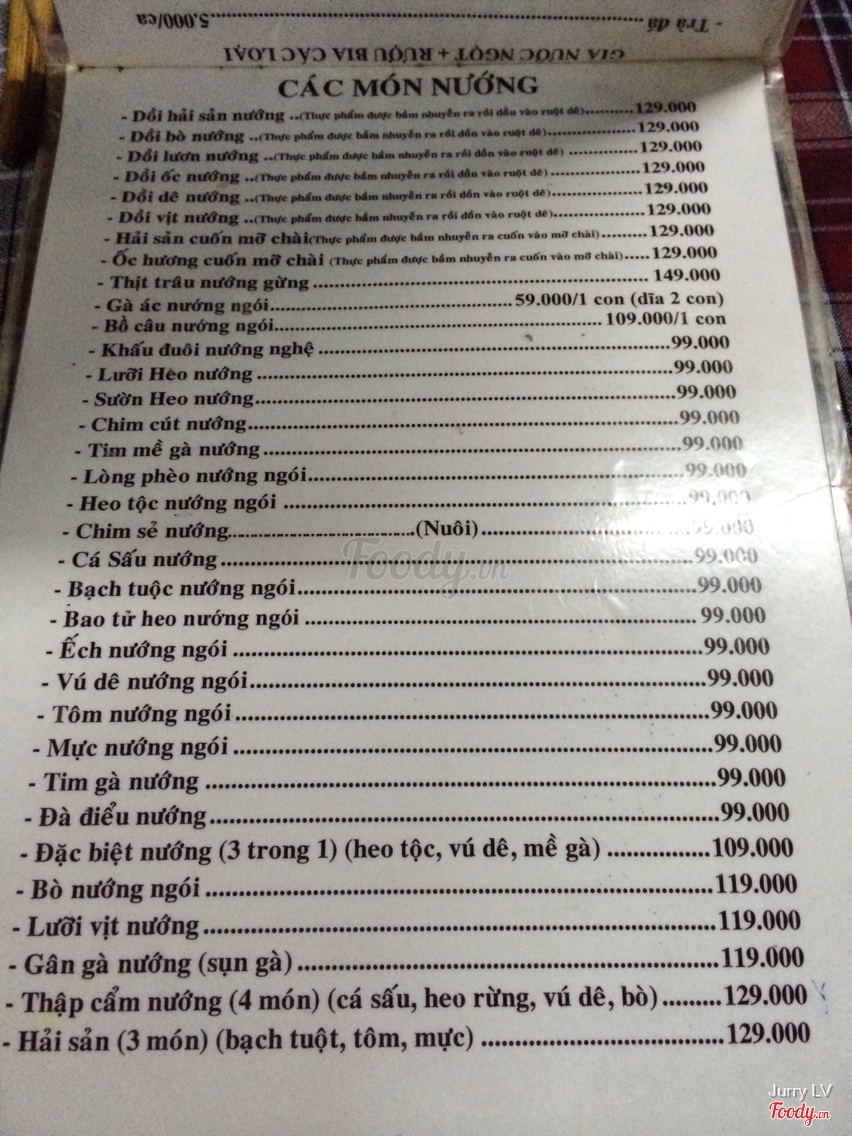 - Trà đá ........ 5.000/ca
GIÁ NƯỚC NGỌT + RƯỢU BIA CÁC LOẠI
CÁC MÓN NƯỚNG
- Dồi hải sản nướng ..(Thực phẩm được bầm nhuyễn ra rồi dồn vào ruột dê)..........129.000
- Dồi bò nướng ..(Thực phẩm được bầm nhuyễn ra rồi dồn vào ruột dê)..........129.000
- Dồi lươn nướng ..(Thực phẩm được bầm nhuyễn ra rồi dồn vào ruột dê) ..........129.000
- Dồi ốc nướng ..(Thực phẩm được bầm nhuyễn ra rồi dồn vào ruột dê)..........129.000
- Dồi dê nướng ..(Thực phẩm được bầm nhuyễn ra rồi dồn vào ruột dê)..........129.000
- Dồi vịt nướng ..(Thực phẩm được bầm nhuyễn ra rồi dồn vào ruột dê)..........129.000
- Hải sản cuốn mỡ chài(Thực phẩm được bầm nhuyễn ra cuốn vào mỡ chài)........129.000
- Ốc hương cuốn mỡ chài (Thực phẩm được bầm nhuyễn ra cuốn vào mỡ chài).....129.000
- Thịt trâu nướng gừng ........ 149.000
- Gà ác nướng ngói........59.000/1 con (dĩa 2 con)
- Bồ câu nướng ngói........ 109.000/1 con
- Khấu đuôi nướng nghệ ........99.000
- Lưỡi Heo nướng ........99.000
- Sườn Heo nướng........99.000
- Chim cút nướng........99.000
- Tim mề gà nướng ........99.000
- Lòng phèo nướng ngói........99.000
- Heo tộc nướng ngói ........99.000
- Chim sẻ nướng........(Nuôi)........99.000
- Cá Sấu nướng ........99.000
- Bạch tuộc nướng ngói........99.000
- Bao tử heo nướng ngói ........ 99.000
- Ếch nướng ngói ........99.000
- Vú dê nướng ngói........99.000
- Tôm nướng ngói ........99.000
- Mực nướng ngói ........99.000
- Tim gà nướng ........99.000
- Đà điểu nướng........99.000
- Đặc biệt nướng (3 trong 1) (heo tộc, vú dê, mề gà) ........109.000
- Bò nướng ngói ........119.000
- Lưỡi vịt nướng........119.000
- Gân gà nướng (sụn gà) ........119.000
- Thập cẩm nướng (4 món) (cá sấu, heo rừng, vú dê, bò) ........129.000
- Hải sản (3 món) (bạch tuột, tôm, mực) ........129.000
Foody.vn
Jurry LV
Foody.vn